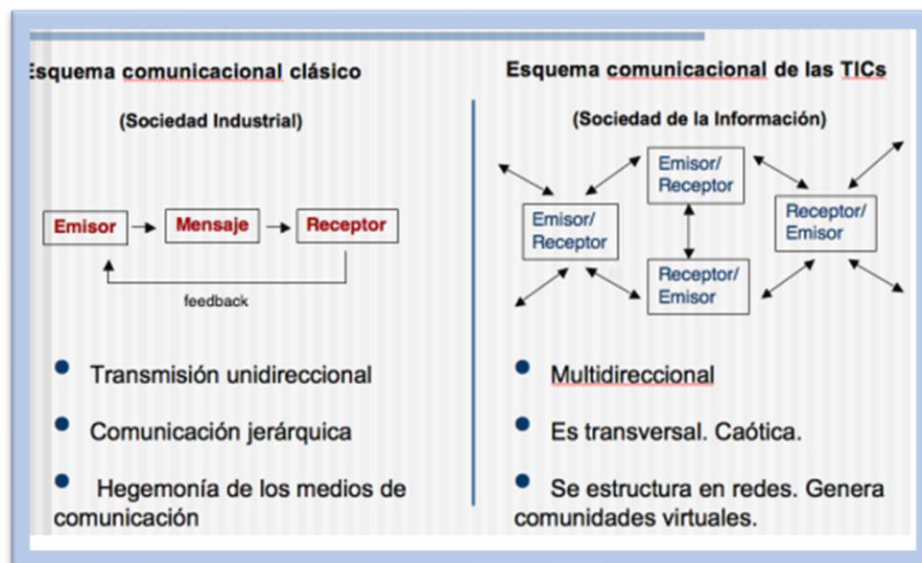 Esquema comunicacional clásico
(Sociedad Industrial)
Emisor
Mensaje
Receptor
feedback
Transmisión unidireccional
Comunicación jerárquica
Hegemonía de los medios de
comunicación
Esquema comunicacional de las TICs
(Sociedad de la Información)
Emisor/
Receptor
Emisor/
Receptor
Receptor/
Emisor
Receptor/
Emisor
Multidireccional
Es transversal. Caótica.
Se estructura en redes. Genera
comunidades virtuales.